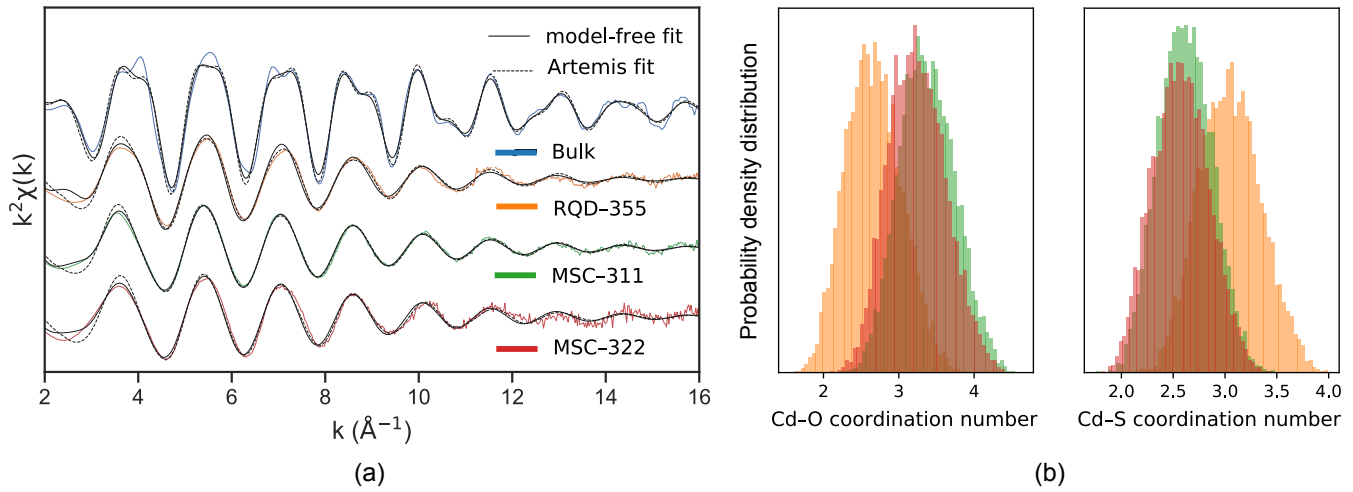 model-free fit
Artemis fit
Bulk
RQD-355
MSC-311
MSC-322
k²χ(k)
2 4 6 8 10 12 14 16
k (Å⁻¹)
(a)
Probability density distribution
2 3 4
Cd-O coordination number
2.0 2.5 3.0 3.5 4.0
Cd-S coordination number
(b)